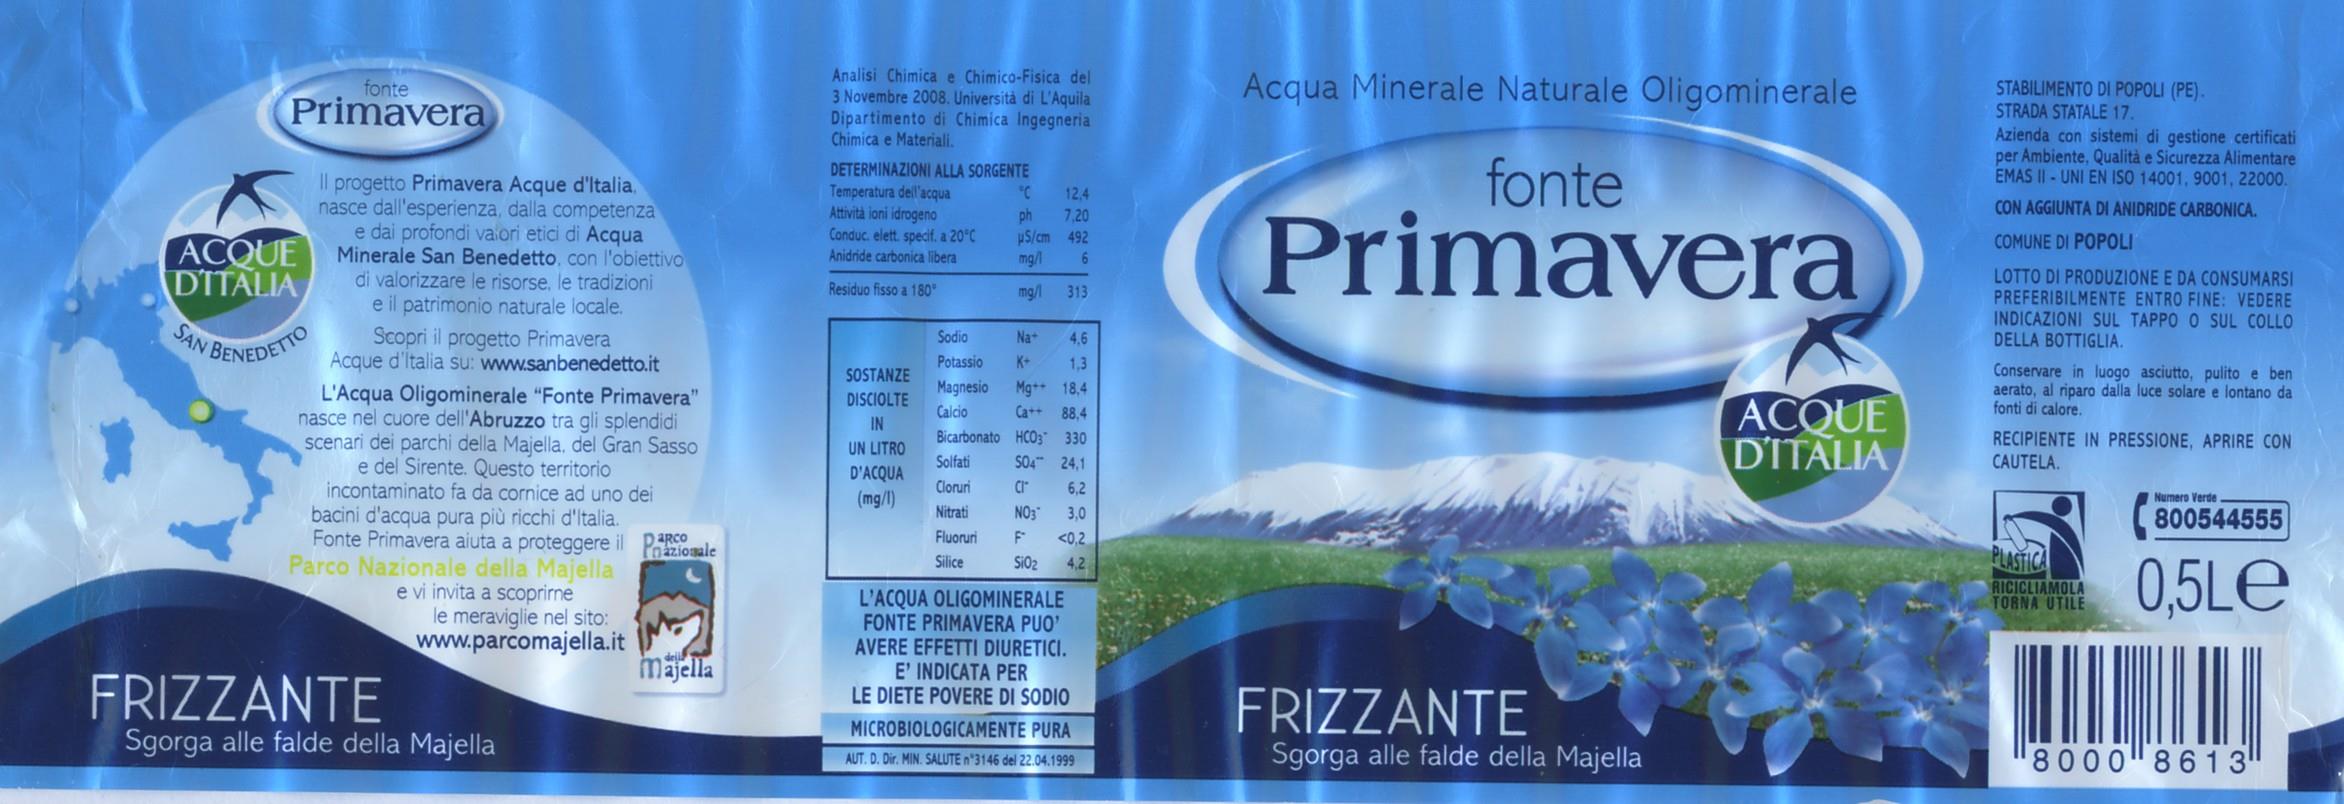 fonte
Primavera
ACQUE
D'ITALIA
SAN BENEDETTO
Il progetto Primavera Acque d'Italia,
nasce dall'esperienza, dalla competenza
e dai profondi valori etici di Acqua
Minerale San Benedetto, con l'obiettivo
di valorizzare le risorse, le tradizioni
e il patrimonio naturale locale.
Scopri il progetto Primavera
Acque d'Italia su: www.sanbenedetto.it
L'Acqua Oligominerale "Fonte Primavera"
nasce nel cuore dell'Abruzzo tra gli splendidi
scenari dei parchi della Majella, del Gran Sasso
e del Sirente. Questo territorio
incontaminato fa da cornice ad uno dei
bacini d'acqua pura più ricchi d'Italia.
Fonte Primavera aiuta a proteggere il
Parco Nazionale della Majella
e vi invita a scoprirne
le meraviglie nel sito:
www.parcomajella.it
Parco
nazionale
della
Majella
FRIZZANTE
Sgorga alle falde della Majella
Analisi Chimica e Chimico-Fisica del
3 Novembre 2008. Università di L'Aquila
Dipartimento di Chimica Ingegneria
Chimica e Materiali.
DETERMINAZIONI ALLA SORGENTE
Temperatura dell'acqua °C 12,4
Attività ioni idrogeno ph 7,20
Conduc. elett. specif. a 20°C µS/cm 492
Anidride carbonica libera mg/l 6
Residuo fisso a 180° mg/l 313
SOSTANZE
DISCIOLTE
IN
UN LITRO
D'ACQUA
(mg/l)
Sodio Na+ 4,6
Potassio K+ 1,3
Magnesio Mg++ 18,4
Calcio Ca++ 88,4
Bicarbonato HCO3- 330
Solfati SO4-- 24,1
Cloruri Cl- 6,2
Nitrati NO3- 3,0
Fluoruri F- <0,2
Silice SiO2 4,2
L'ACQUA OLIGOMINERALE
FONTE PRIMAVERA PUO'
AVERE EFFETTI DIURETICI.
E' INDICATA PER
LE DIETE POVERE DI SODIO
MICROBIOLOGICAMENTE PURA
AUT. D. Dir. MIN. SALUTE n°3146 del 22.04.1999
Acqua Minerale Naturale Oligominerale
fonte
Primavera
ACQUE
D'ITALIA
FRIZZANTE
Sgorga alle falde della Majella
STABILIMENTO DI POPOLI (PE).
STRADA STATALE 17.
Azienda con sistemi di gestione certificati
per Ambiente, Qualità e Sicurezza Alimentare
EMAS II - UNI EN ISO 14001, 9001, 22000.
CON AGGIUNTA DI ANIDRIDE CARBONICA.
COMUNE DI POPOLI
LOTTO DI PRODUZIONE E DA CONSUMARSI
PREFERIBILMENTE ENTRO FINE: VEDERE
INDICAZIONI SUL TAPPO O SUL COLLO
DELLA BOTTIGLIA.
Conservare in luogo asciutto, pulito e ben
aerato, al riparo dalla luce solare e lontano da
fonti di calore.
RECIPIENTE IN PRESSIONE, APRIRE CON
CAUTELA.
PLASTICA
RICICLIAMOLA
TORNA UTILE
Numero Verde
800544555
0,5L e
8000 8613